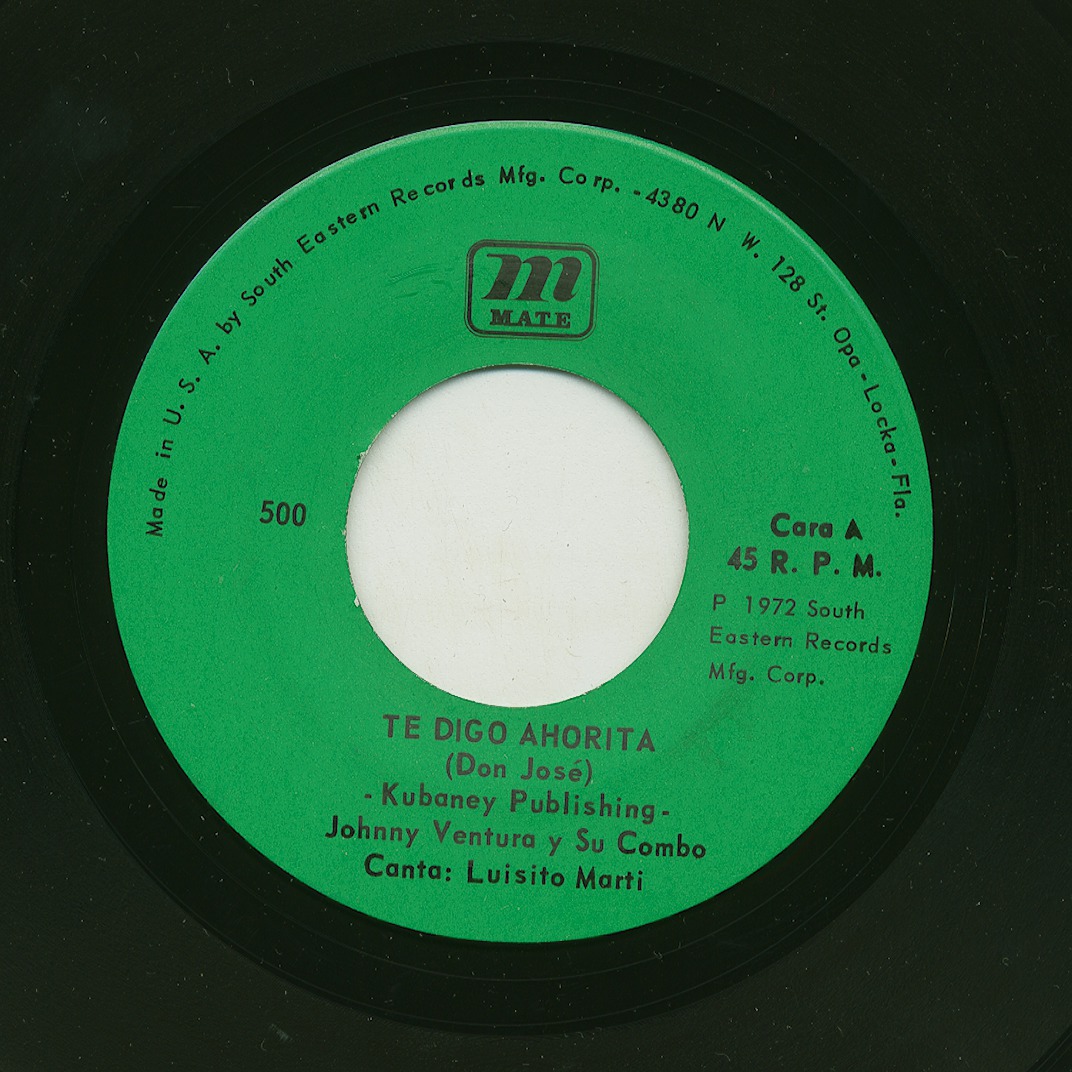 Made in U. S. A. by South Eastern Records Mfg. Corp. - 4380 N W. 128 St. Opa-Locka-Fla.
m
MATE
500
Cara A
45 R. P. M.
P 1972 South
Eastern Records
Mfg. Corp.
TE DIGO AHORITA
(Don José)
- Kubaney Publishing -
Johnny Ventura y Su Combo
Canta: Luisito Marti